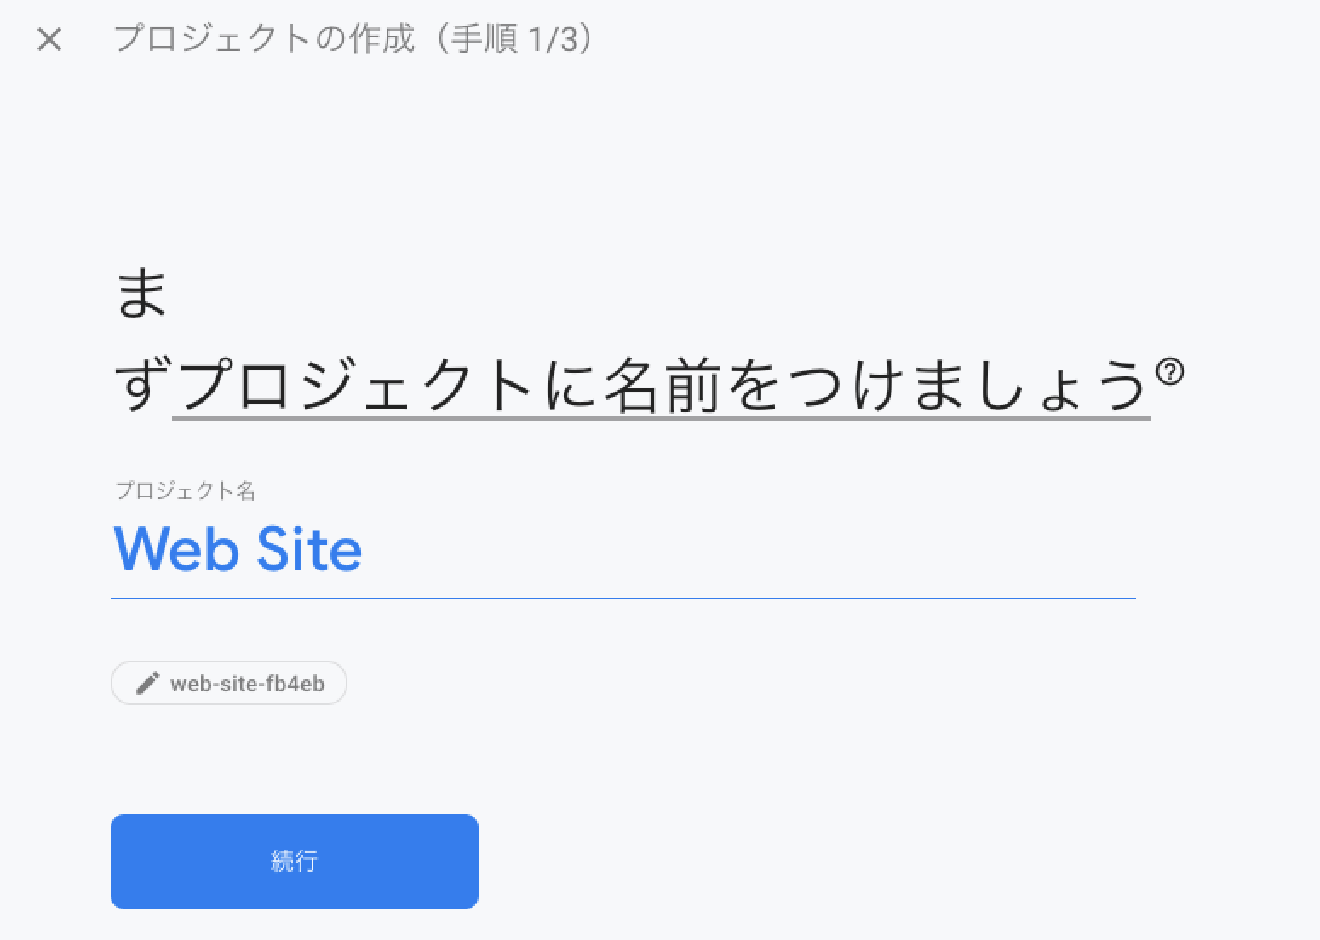 プロジェクトの作成（手順 1/3）
ま
ずプロジェクトに名前をつけましょう?
プロジェクト名
Web Site
web-site-fb4eb
続行